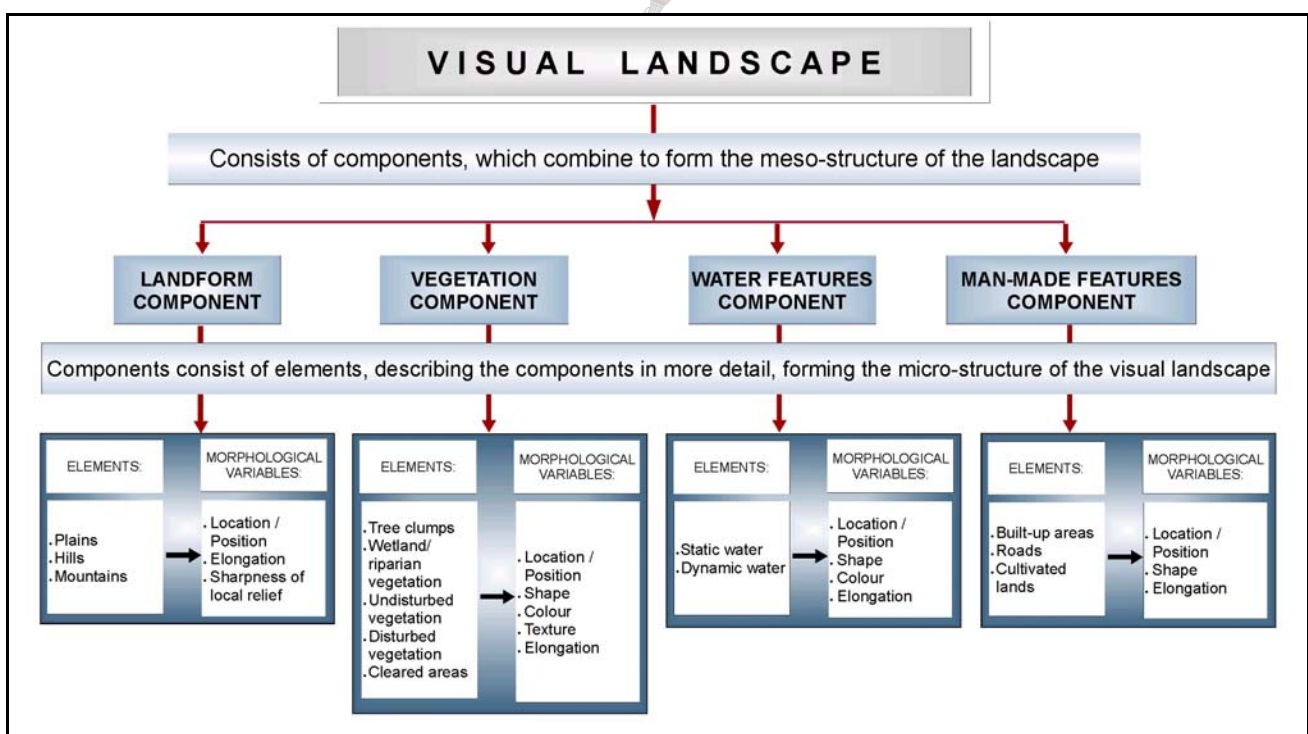 VISUAL LANDSCAPE
Consists of components, which combine to form the meso-structure of the landscape
LANDFORM
COMPONENT
VEGETATION
COMPONENT
WATER FEATURES
COMPONENT
MAN-MADE FEATURES
COMPONENT
Components consist of elements, describing the components in more detail, forming the micro-structure of the visual landscape
ELEMENTS:
MORPHOLOGICAL
VARIABLES:
.Plains
.Hills
.Mountains
. Location /
Position
. Elongation
. Sharpness of
local relief
ELEMENTS:
MORPHOLOGICAL
VARIABLES:
.Tree clumps
.Wetland/
riparian
vegetation
.Undisturbed
vegetation
.Disturbed
vegetation
.Cleared areas
. Location /
Position
. Shape
. Colour
. Texture
. Elongation
ELEMENTS:
MORPHOLOGICAL
VARIABLES:
. Static water
. Dynamic water
. Location /
Position
. Shape
. Colour
. Elongation
ELEMENTS:
MORPHOLOGICAL
VARIABLES:
. Built-up areas
. Roads
. Cultivated
lands
. Location /
Position
. Shape
. Elongation